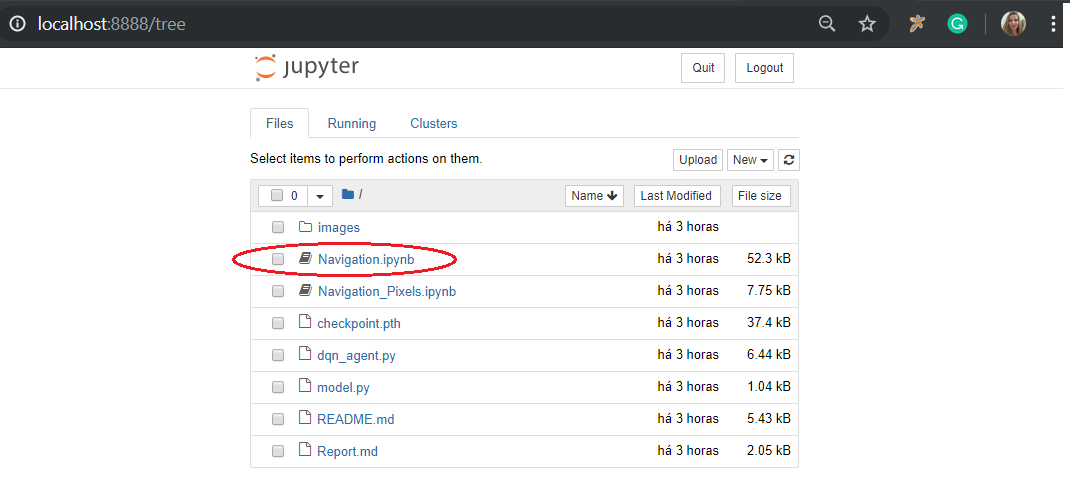 localhost:8888/tree
jupyter Quit Logout
Files Running Clusters
Select items to perform actions on them. Upload New
0 / Name Last Modified File size
images há 3 horas
Navigation.ipynb há 3 horas 52.3 kB
Navigation_Pixels.ipynb há 3 horas 7.75 kB
checkpoint.pth há 3 horas 37.4 kB
dqn_agent.py há 3 horas 6.44 kB
model.py há 3 horas 1.04 kB
README.md há 3 horas 5.43 kB
Report.md há 3 horas 2.05 kB